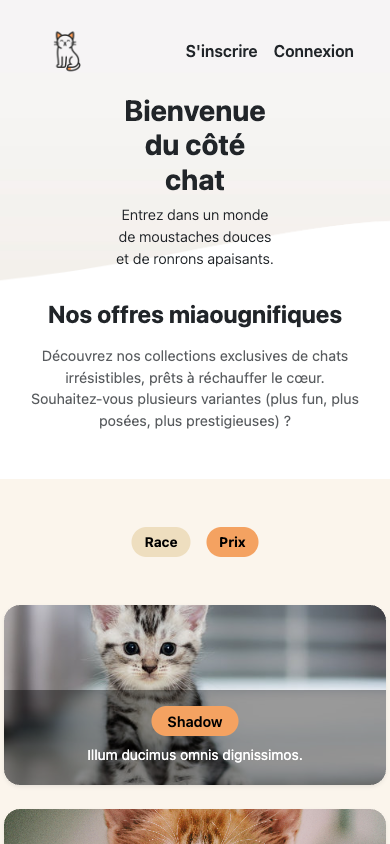 S'inscrire Connexion
Bienvenue
du côté
chat
Entrez dans un monde
de moustaches douces
et de ronrons apaisants.
Nos offres miaougnifiques
Découvrez nos collections exclusives de chats
irrésistibles, prêts à réchauffer le cœur.
Souhaitez-vous plusieurs variantes (plus fun, plus
posées, plus prestigieuses) ?
Race Prix
Shadow
Illum ducimus omnis dignissimos.